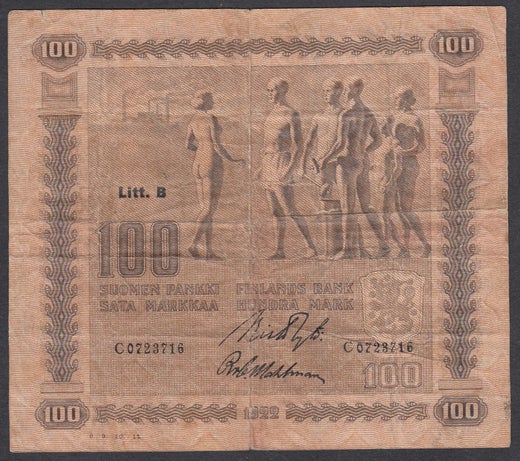 100 100
Litt. B
100
SUOMEN PANKKI FINLANDS BANK
SATA MARKKAA HUNDRA MARK
C0723716 C0723716
100
100 1922 100